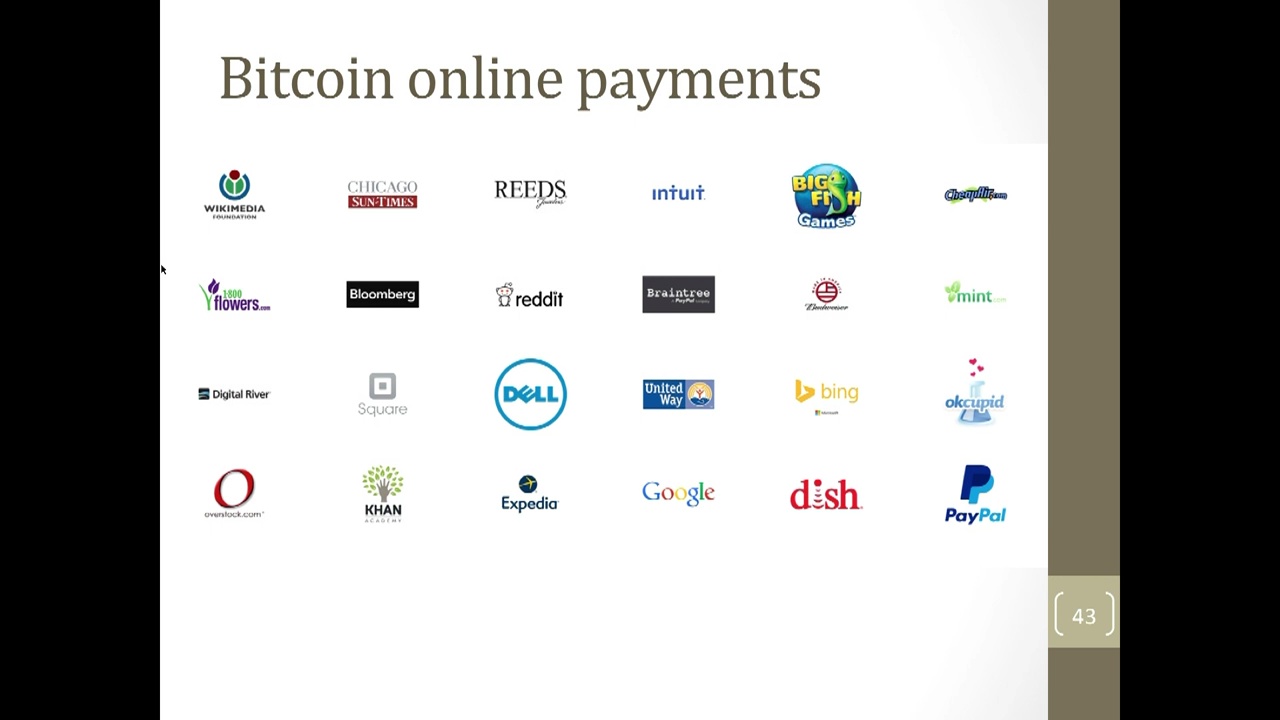 Bitcoin online payments
WIKIMEDIA
FOUNDATION
CHICAGO
SUN-TIMES
REEDS
Jewelers
intuit
BIG
FISH
Games
CheapAir.com
1800
flowers.com
Bloomberg
reddit
Braintree
A PayPal company
Budweiser
mint.com
Digital River
Square
DELL
United
Way
bing
Microsoft
okcupid
overstock.com
KHAN
ACADEMY
Expedia
Google
dish
PayPal
43